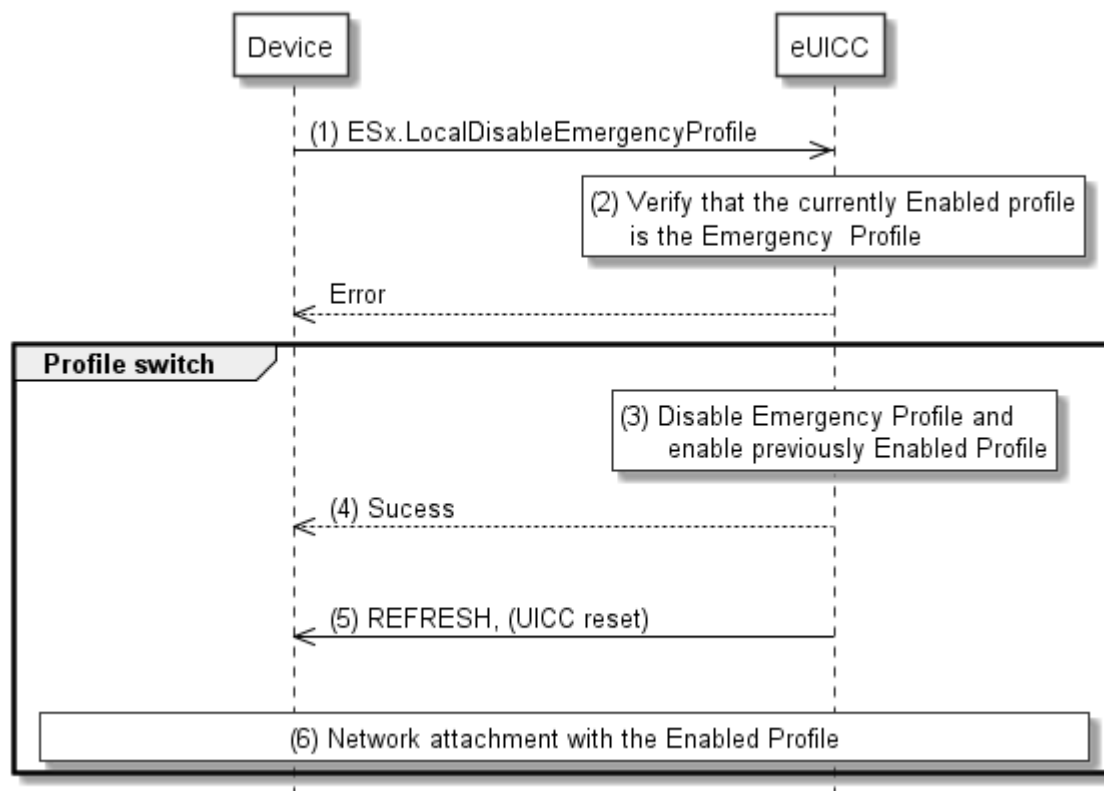 Device
eUICC
(1) ESx.LocalDisableEmergencyProfile
(2) Verify that the currently Enabled profile
is the Emergency Profile
Error
Profile switch
(3) Disable Emergency Profile and
enable previously Enabled Profile
(4) Sucess
(5) REFRESH, (UICC reset)
(6) Network attachment with the Enabled Profile